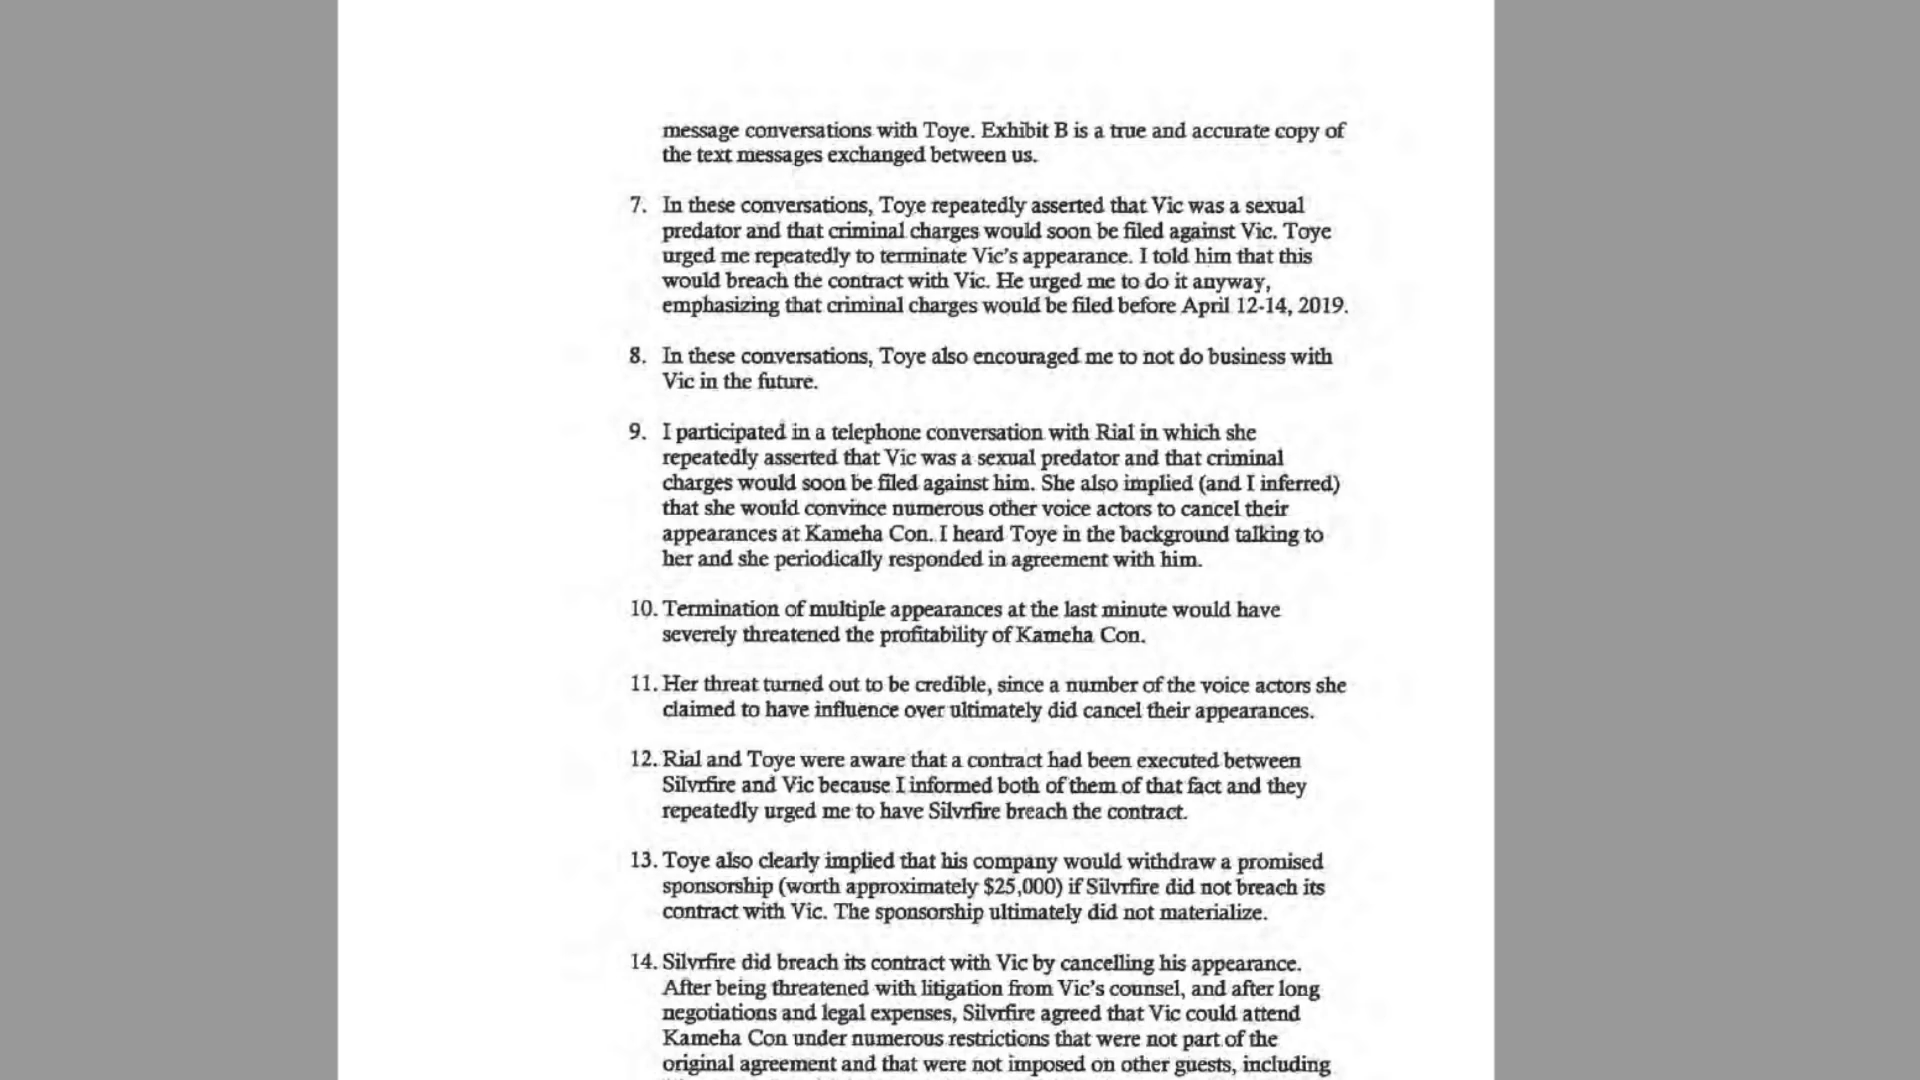 message conversations with Toye. Exhibit B is a true and accurate copy of
the text messages exchanged between us.
7. In these conversations, Toye repeatedly asserted that Vic was a sexual
predator and that criminal charges would soon be filed against Vic. Toye
urged me repeatedly to terminate Vic's appearance. I told him that this
would breach the contract with Vic. He urged me to do it anyway,
emphasizing that criminal charges would be filed before April 12-14, 2019.
8. In these conversations, Toye also encouraged me to not do business with
Vic in the future.
9. I participated in a telephone conversation with Rial in which she
repeatedly asserted that Vic was a sexual predator and that criminal
charges would soon be filed against him. She also implied (and I inferred)
that she would convince numerous other voice actors to cancel their
appearances at Kameha Con. I heard Toye in the background talking to
her and she periodically responded in agreement with him.
10. Termination of multiple appearances at the last minute would have
severely threatened the profitability of Kameha Con.
11. Her threat turned out to be credible, since a number of the voice actors she
claimed to have influence over ultimately did cancel their appearances.
12. Rial and Toye were aware that a contract had been executed between
Silvrfire and Vic because I informed both of them of that fact and they
repeatedly urged me to have Silvrfire breach the contract.
13. Toye also clearly implied that his company would withdraw a promised
sponsorship (worth approximately $25,000) if Silvrfire did not breach its
contract with Vic. The sponsorship ultimately did not materialize.
14. Silvrfire did breach its contract with Vic by cancelling his appearance.
After being threatened with litigation from Vic's counsel, and after long
negotiations and legal expenses, Silvrfire agreed that Vic could attend
Kameha Con under numerous restrictions that were not part of the
original agreement and that were not imposed on other guests, including